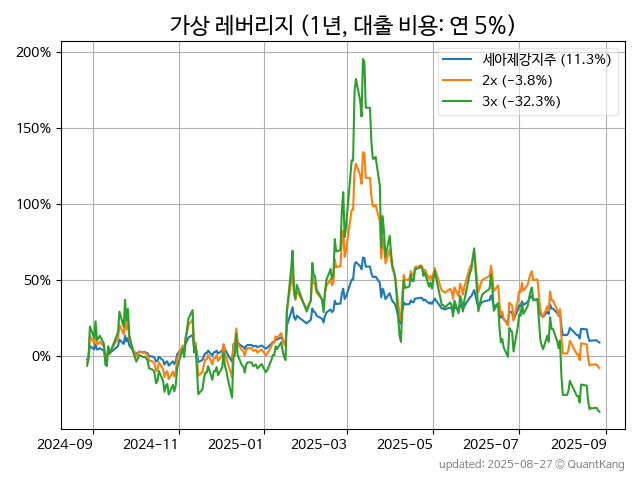 가상 레버리지 (1년, 대출 비용: 연 5%)
세아제강지주 (11.3%)
2x (−3.8%)
3x (−32.3%)
200%
150%
100%
50%
0%
2024-09 2024-11 2025-01 2025-03 2025-05 2025-07 2025-09
updated: 2025-08-27 © QuantKang